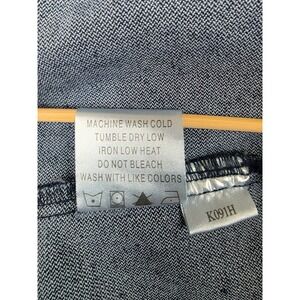 MACHINE WASH COLD
TUMBLE DRY LOW
IRON LOW HEAT
DO NOT BLEACH
WASH WITH LIKE COLORS
K091H